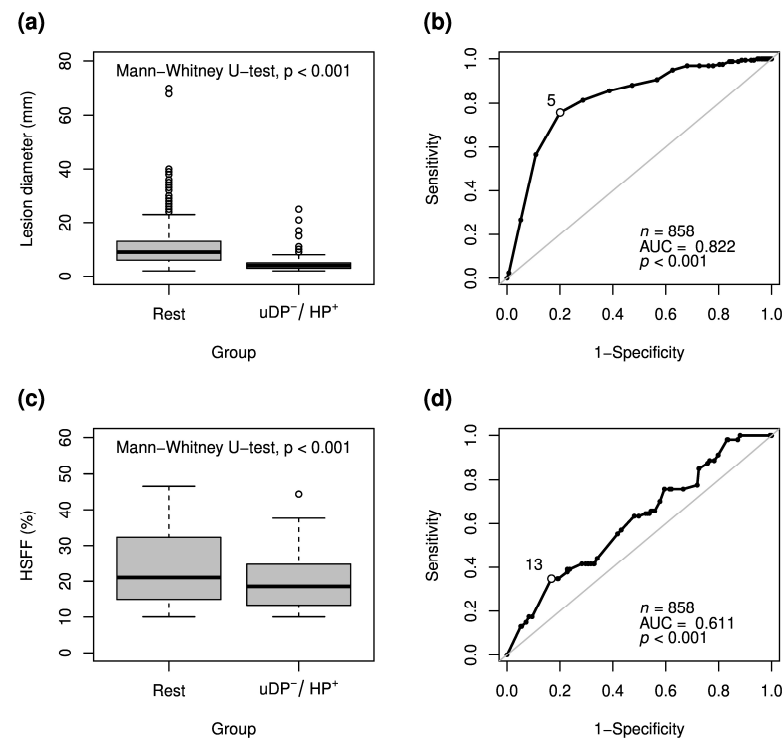 (a)
Mann−Whitney U−test, p < 0.001
Lesion diameter (mm)
80
60
40
20
0
Rest
uDP⁻/ HP⁺
Group
(b)
Sensitivity
1.0
0.8
0.6
0.4
0.2
0.0
5
n = 858
AUC = 0.822
p < 0.001
0.0 0.2 0.4 0.6 0.8 1.0
1−Specificity
(c)
Mann−Whitney U−test, p < 0.001
HSFF (%)
60
50
40
30
20
10
0
Rest
uDP⁻/ HP⁺
Group
(d)
Sensitivity
1.0
0.8
0.6
0.4
0.2
0.0
13
n = 858
AUC = 0.611
p < 0.001
0.0 0.2 0.4 0.6 0.8 1.0
1−Specificity